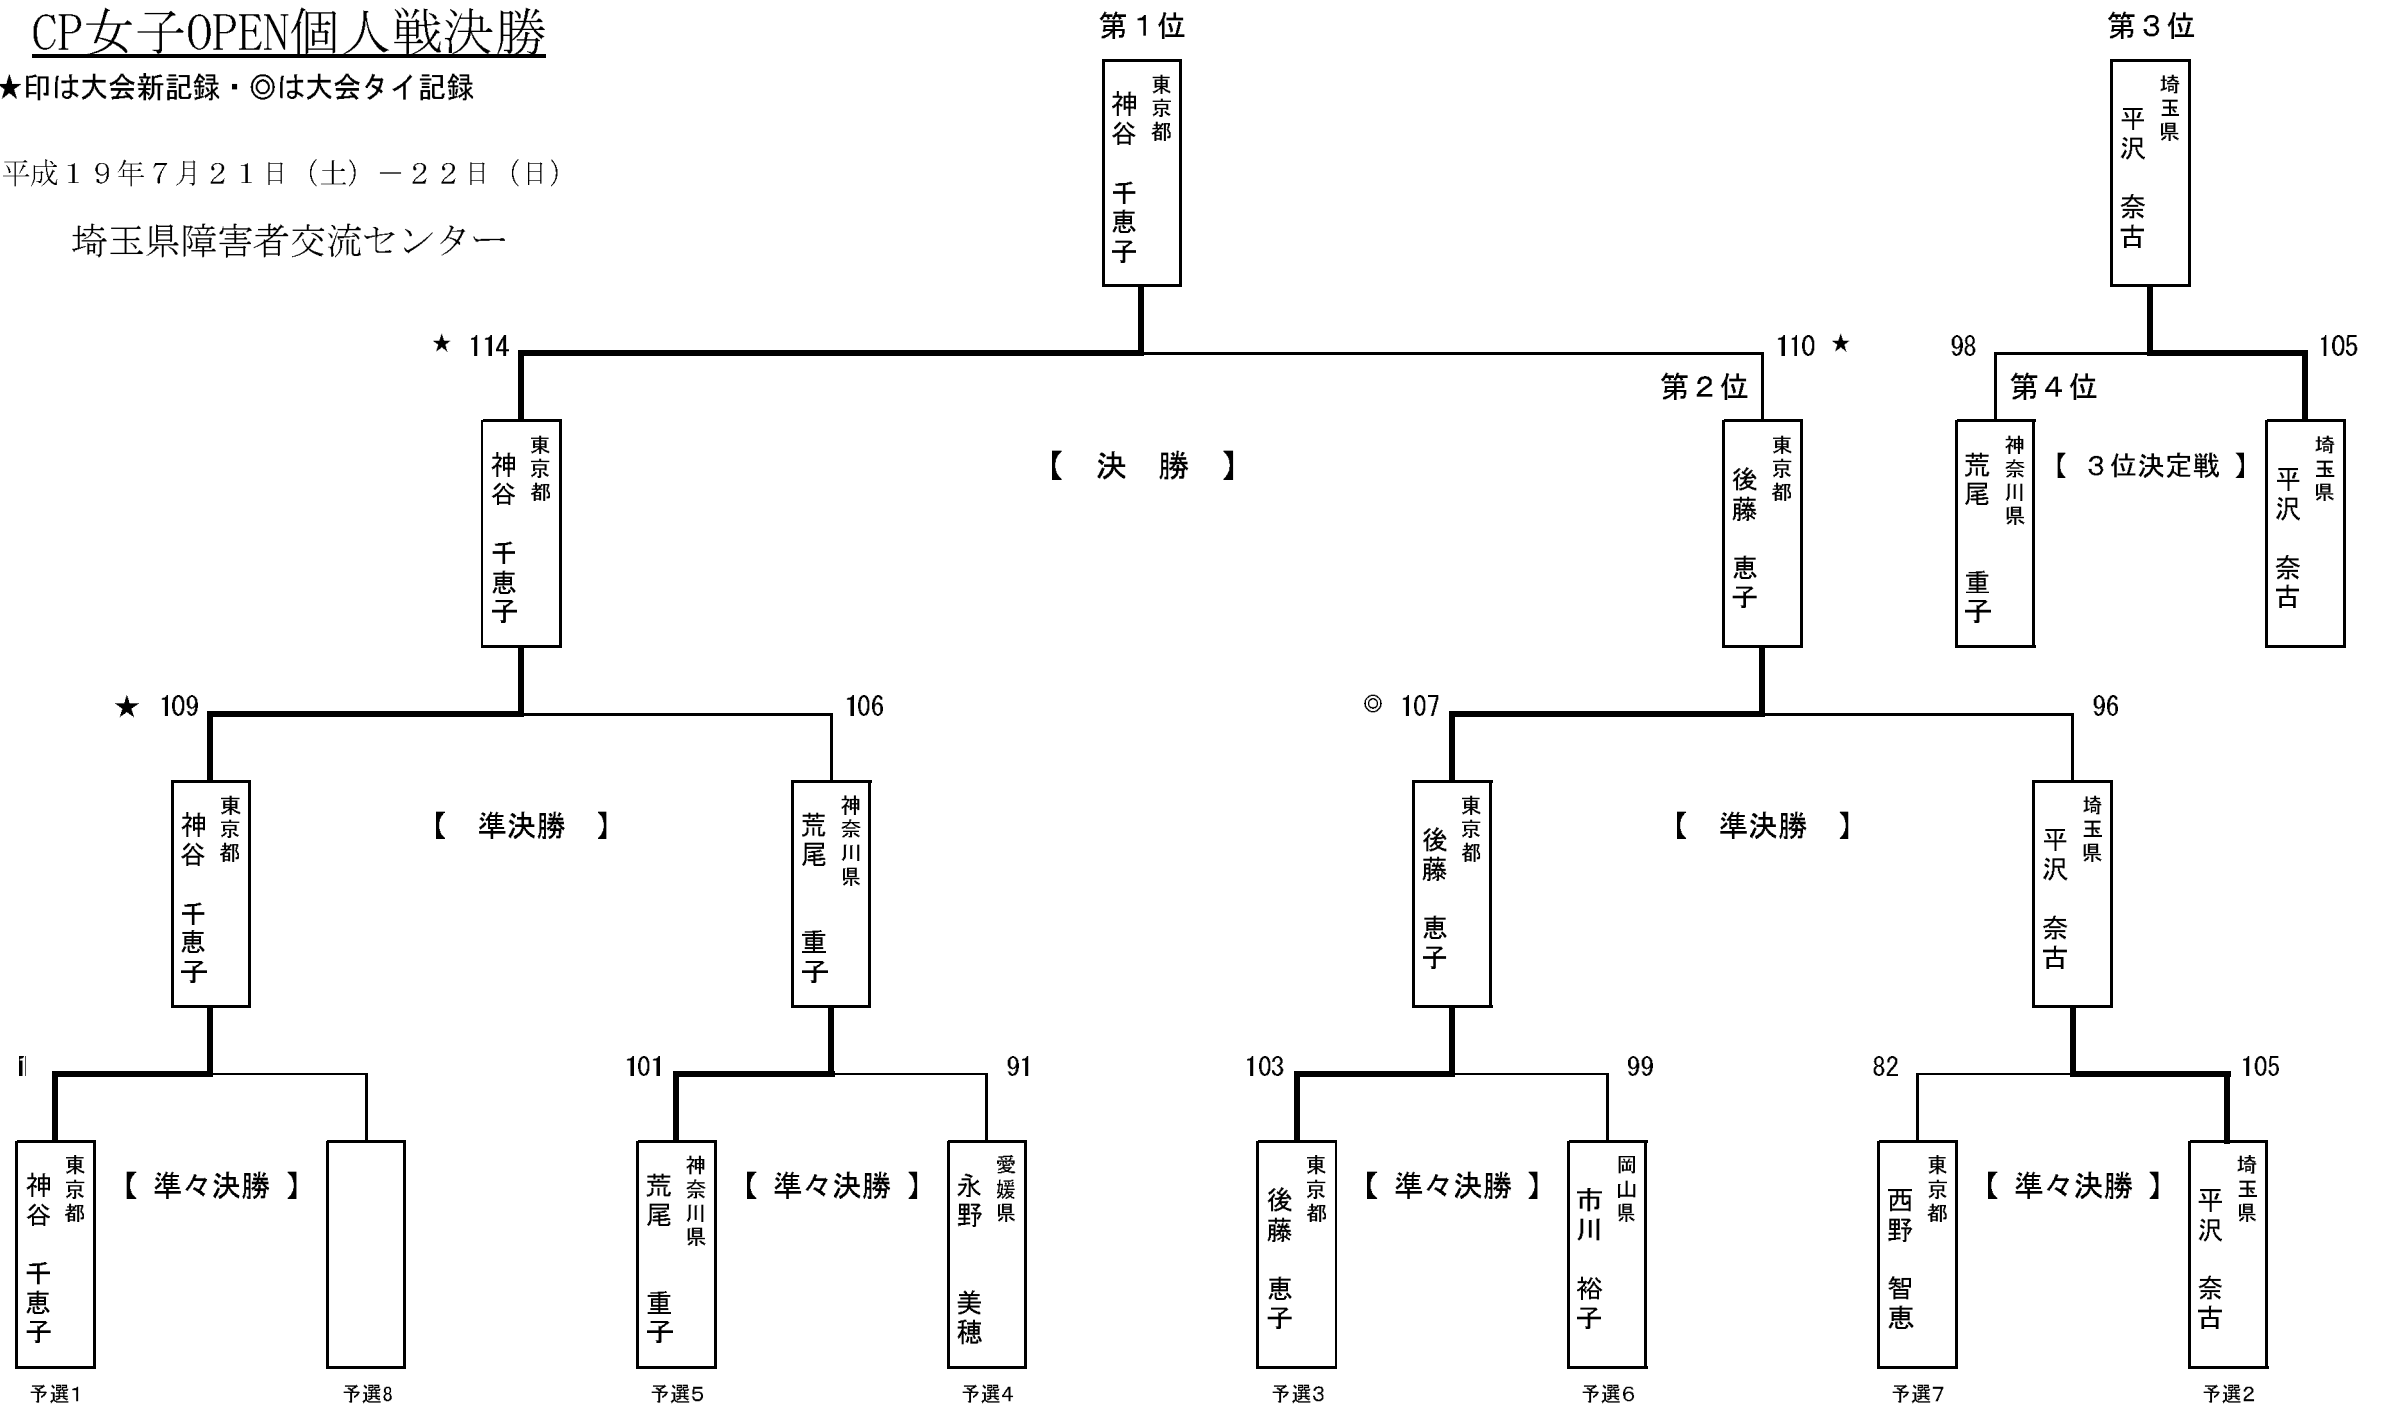 CP女子OPEN個人戦決勝
★印は大会新記録・◎は大会タイ記録
平成１９年７月２１日（土）－２２日（日）
埼玉県障害者交流センター
第１位
東京都
神谷 千恵子
第３位
埼玉県
平沢 奈古
★ 114
110 ★
98
105
第２位
第４位
東京都
神谷 千恵子
【 決 勝 】
東京都
後藤 恵子
神奈川県
荒尾 重子
【 ３位決定戦 】
埼玉県
平沢 奈古
★ 109
106
◎ 107
96
東京都
神谷 千恵子
【 準決勝 】
神奈川県
荒尾 重子
東京都
後藤 恵子
【 準決勝 】
埼玉県
平沢 奈古
101
91
103
99
82
105
東京都
神谷 千恵子
【 準々決勝 】
神奈川県
荒尾 重子
【 準々決勝 】
愛媛県
永野 美穂
東京都
後藤 恵子
【 準々決勝 】
岡山県
市川 裕子
東京都
西野 智恵
【 準々決勝 】
埼玉県
平沢 奈古
予選1
予選8
予選5
予選4
予選3
予選6
予選7
予選2